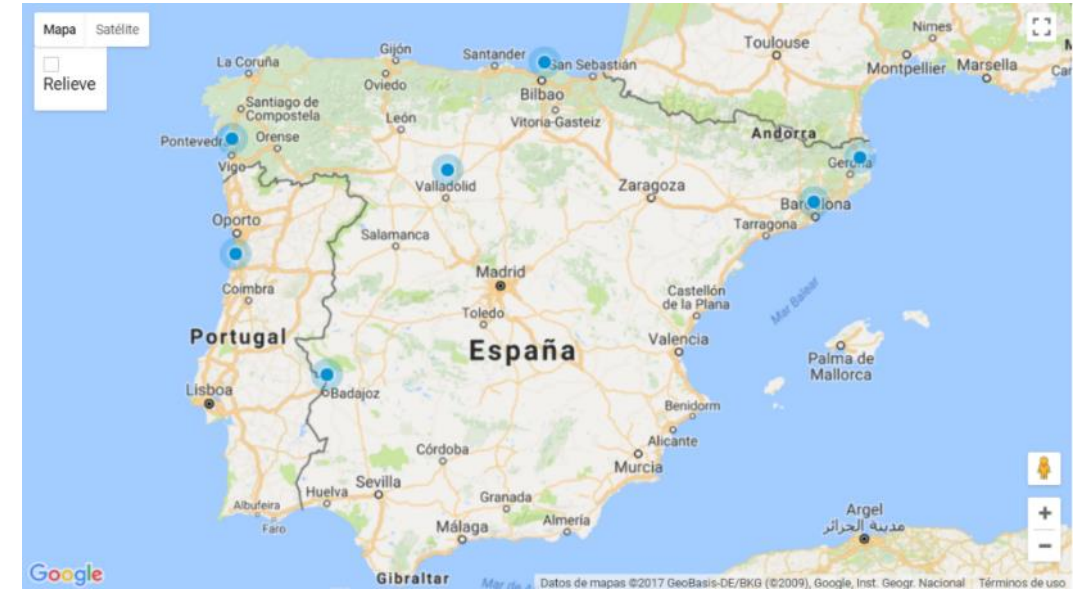 Mapa Satélite
Relieve
Toulouse
Nimes
Montpellier
Marsella
La Coruña
Gijón
Santander
San Sebastián
Oviedo
Bilbao
Santiago de
Compostela
León
Vitoria-Gasteiz
Andorra
Orense
Vigo
Valladolid
Zaragoza
Barcelona
Tarragona
Oporto
Salamanca
Coimbra
Madrid
Castellón
de la Plana
Mar Balear
Toledo
Portugal
España
Valencia
Palma de
Mallorca
Lisboa
Badajoz
Benidorm
Alicante
Córdoba
Murcia
Huelva
Sevilla
Granada
Albufeira
Faro
Málaga
Almería
Argel
مدينة الجزائر
Google
Gibraltar
Datos de mapas ©2017 GeoBasis-DE/BKG (©2009), Google, Inst. Geogr. Nacional
Términos de uso